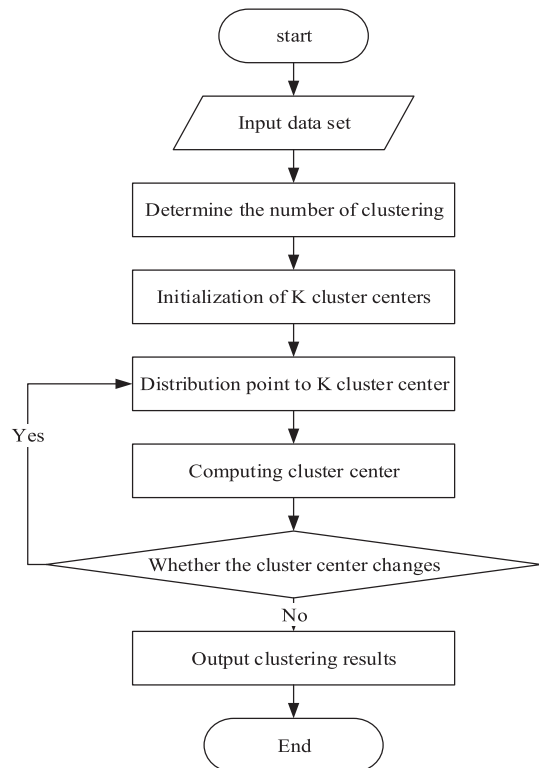 start
Input data set
Determine the number of clustering
Initialization of K cluster centers
Distribution point to K cluster center
Yes
Computing cluster center
Whether the cluster center changes
No
Output clustering results
End